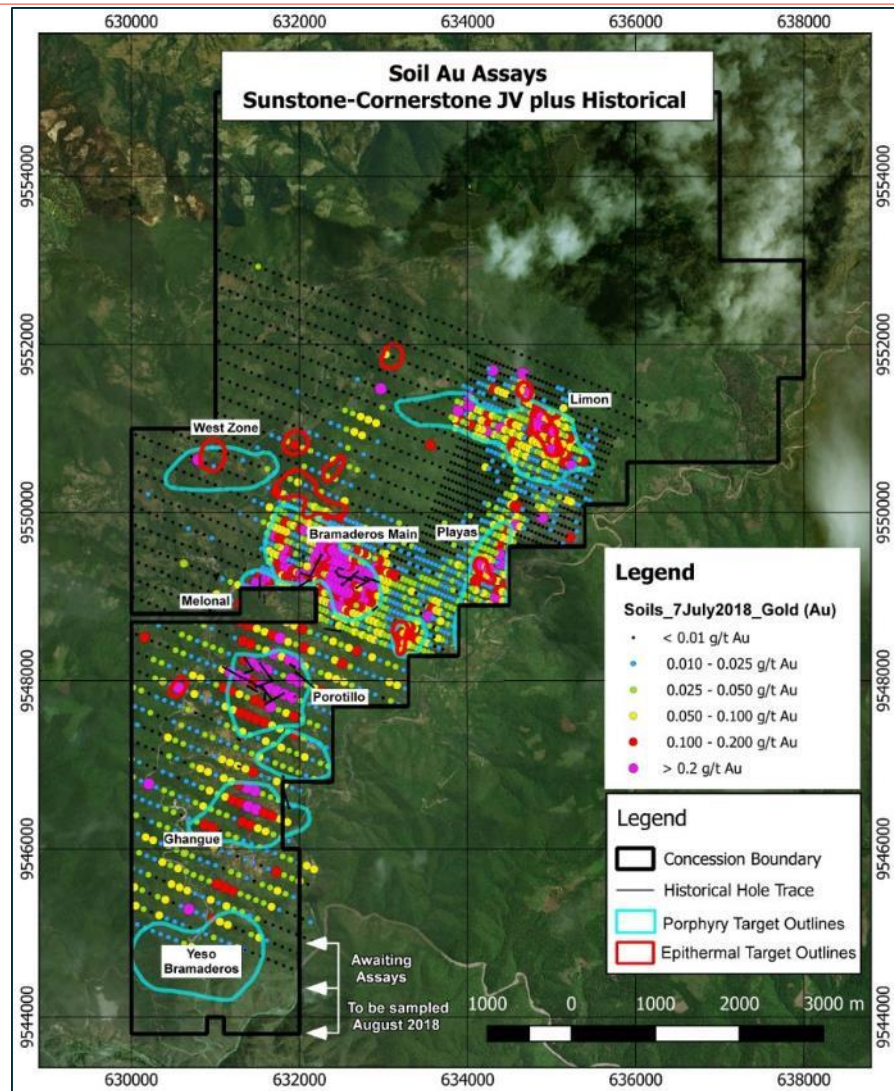 630000
632000
634000
636000
638000
Soil Au Assays
Sunstone-Cornerstone JV plus Historical
9554000
9554000
9552000
9552000
Limon
West Zone
9550000
9550000
Playas
Bramaderos Main
Melonal
Legend
Soils_7July2018_Gold (Au)
< 0.01 g/t Au
0.010 - 0.025 g/t Au
0.025 - 0.050 g/t Au
0.050 - 0.100 g/t Au
0.100 - 0.200 g/t Au
> 0.2 g/t Au
9548000
9548000
Porotillo
Legend
Concession Boundary
Historical Hole Trace
Porphyry Target Outlines
Epithermal Target Outlines
Ghangue
9546000
9546000
Yeso
Bramaderos
Awaiting
Assays
To be sampled
August 2018
9544000
9544000
1000
0
1000
2000
3000 m
630000
632000
634000
636000
638000